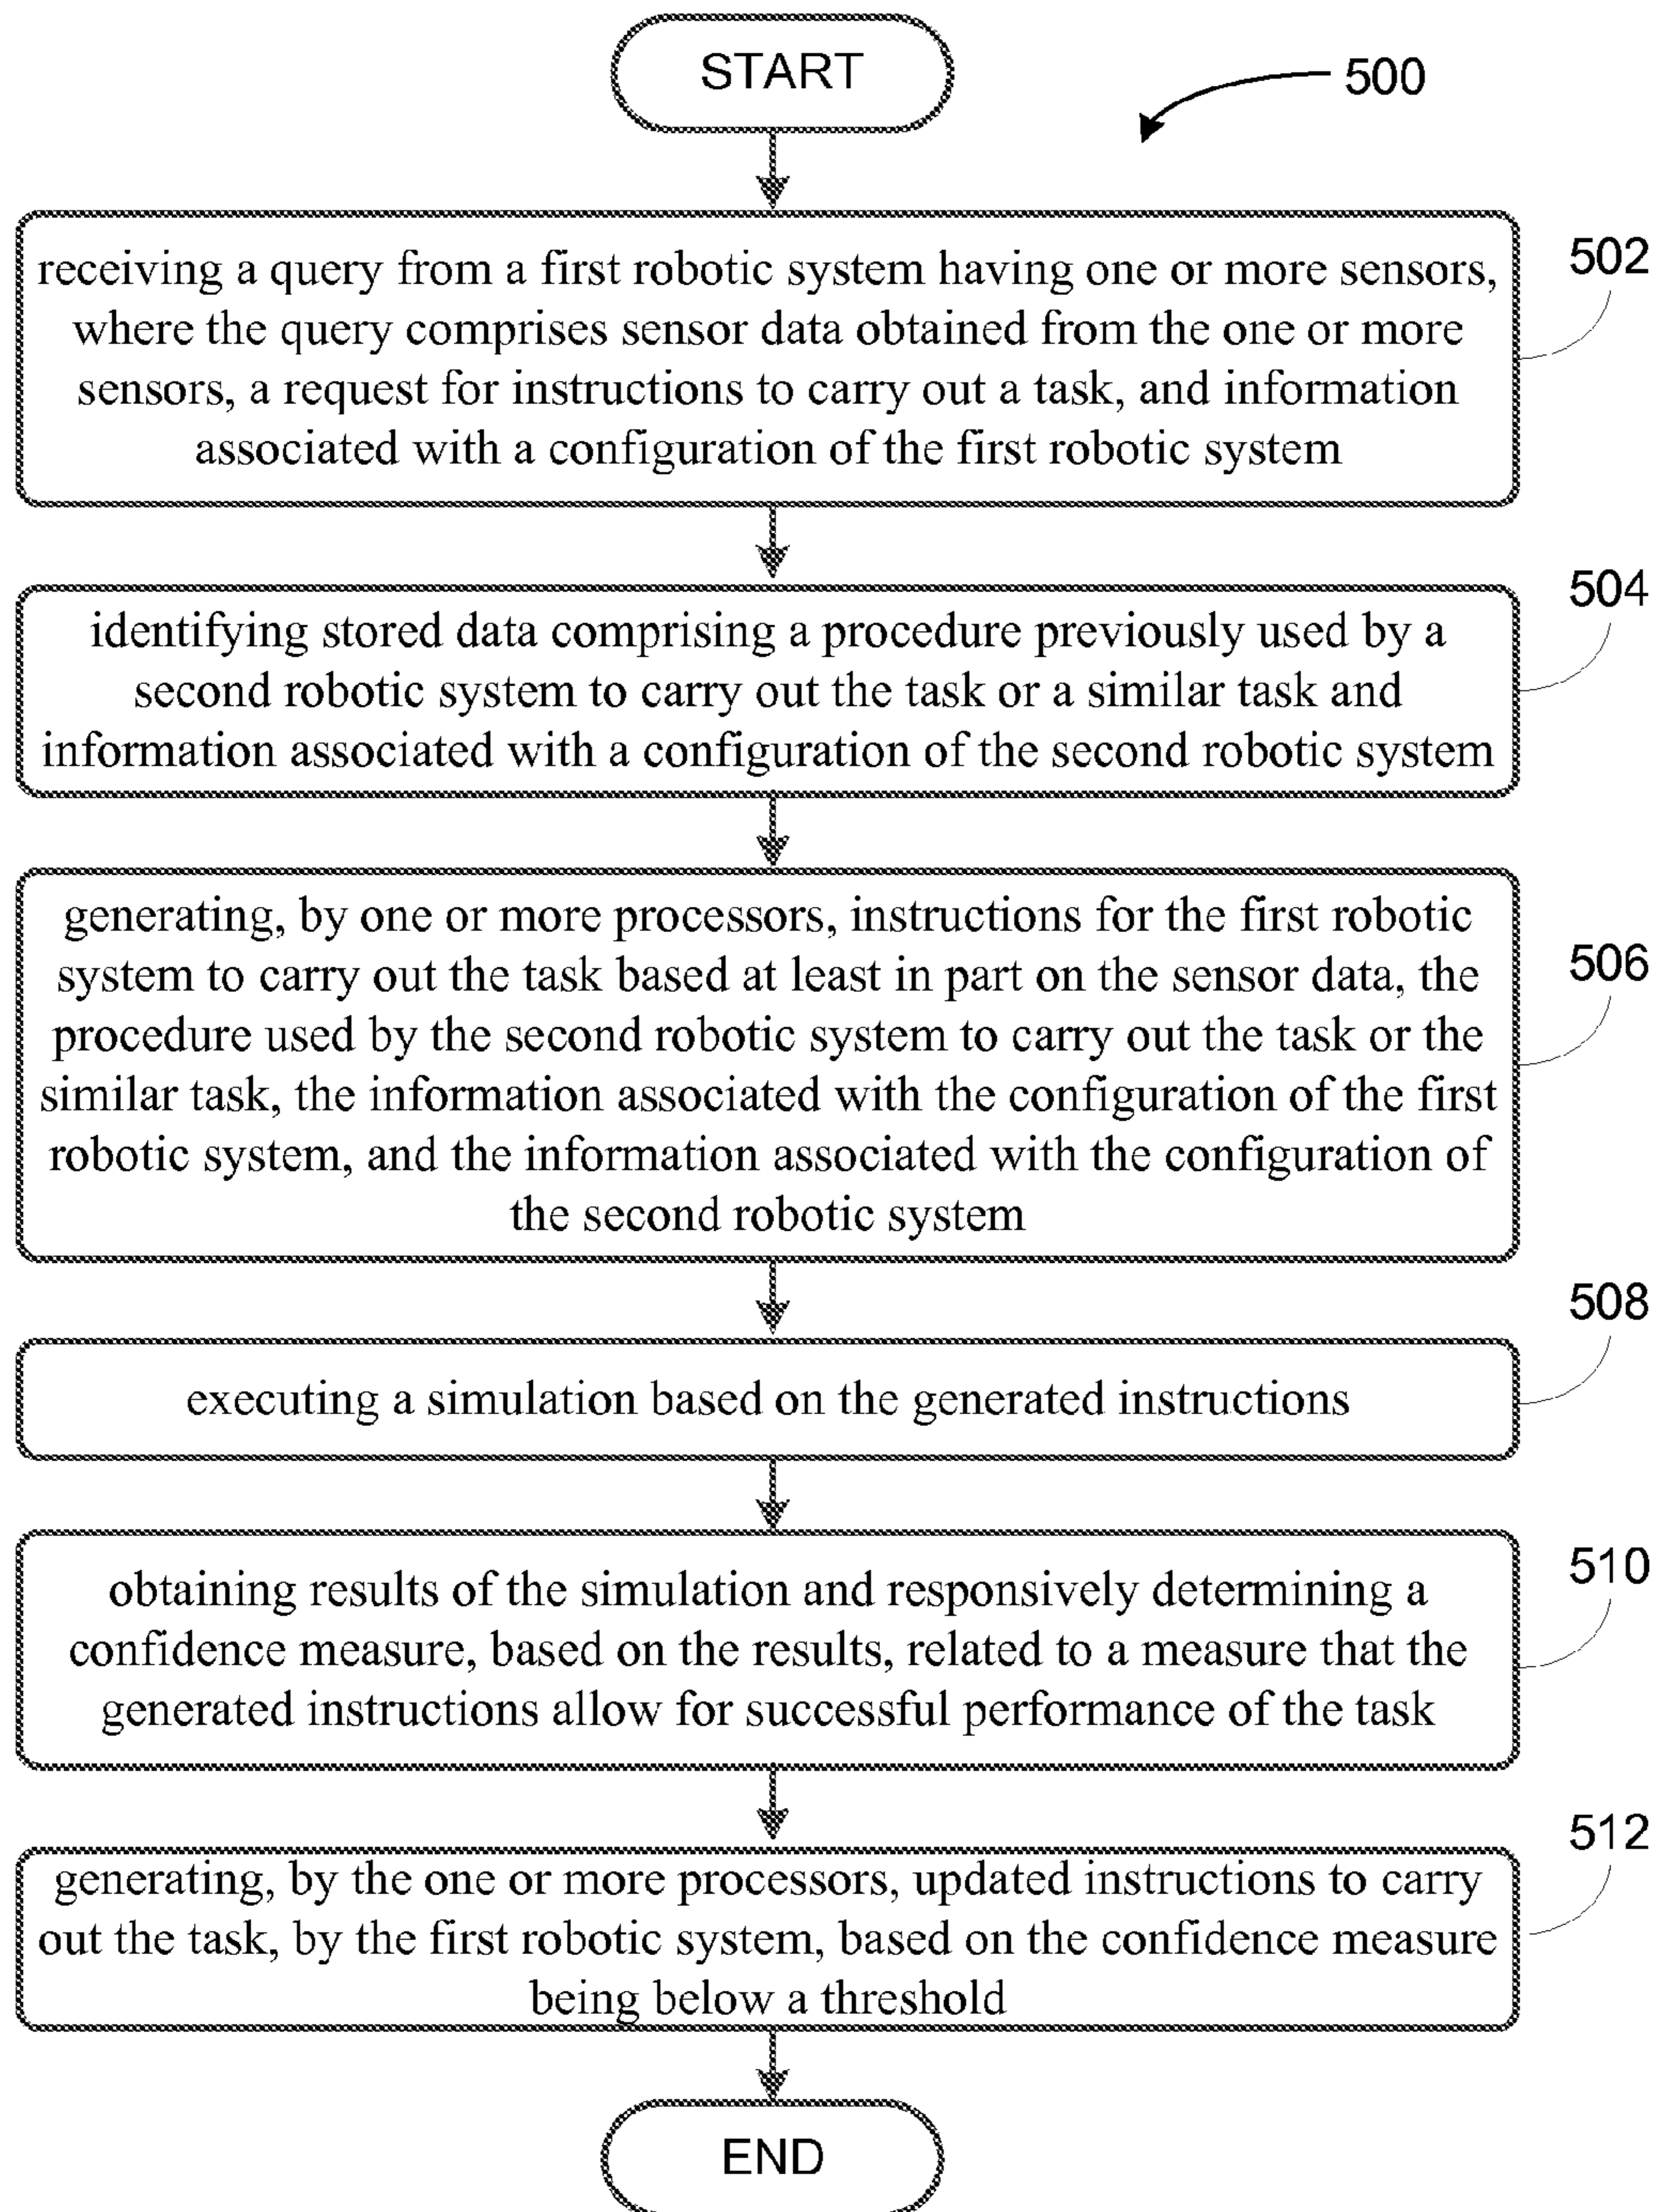 START
500
receiving a query from a first robotic system having one or more sensors,
where the query comprises sensor data obtained from the one or more
sensors, a request for instructions to carry out a task, and information
associated with a configuration of the first robotic system
502
identifying stored data comprising a procedure previously used by a
second robotic system to carry out the task or a similar task and
information associated with a configuration of the second robotic system
504
generating, by one or more processors, instructions for the first robotic
system to carry out the task based at least in part on the sensor data, the
procedure used by the second robotic system to carry out the task or the
similar task, the information associated with the configuration of the first
robotic system, and the information associated with the configuration of
the second robotic system
506
executing a simulation based on the generated instructions
508
obtaining results of the simulation and responsively determining a
confidence measure, based on the results, related to a measure that the
generated instructions allow for successful performance of the task
510
generating, by the one or more processors, updated instructions to carry
out the task, by the first robotic system, based on the confidence measure
being below a threshold
512
END